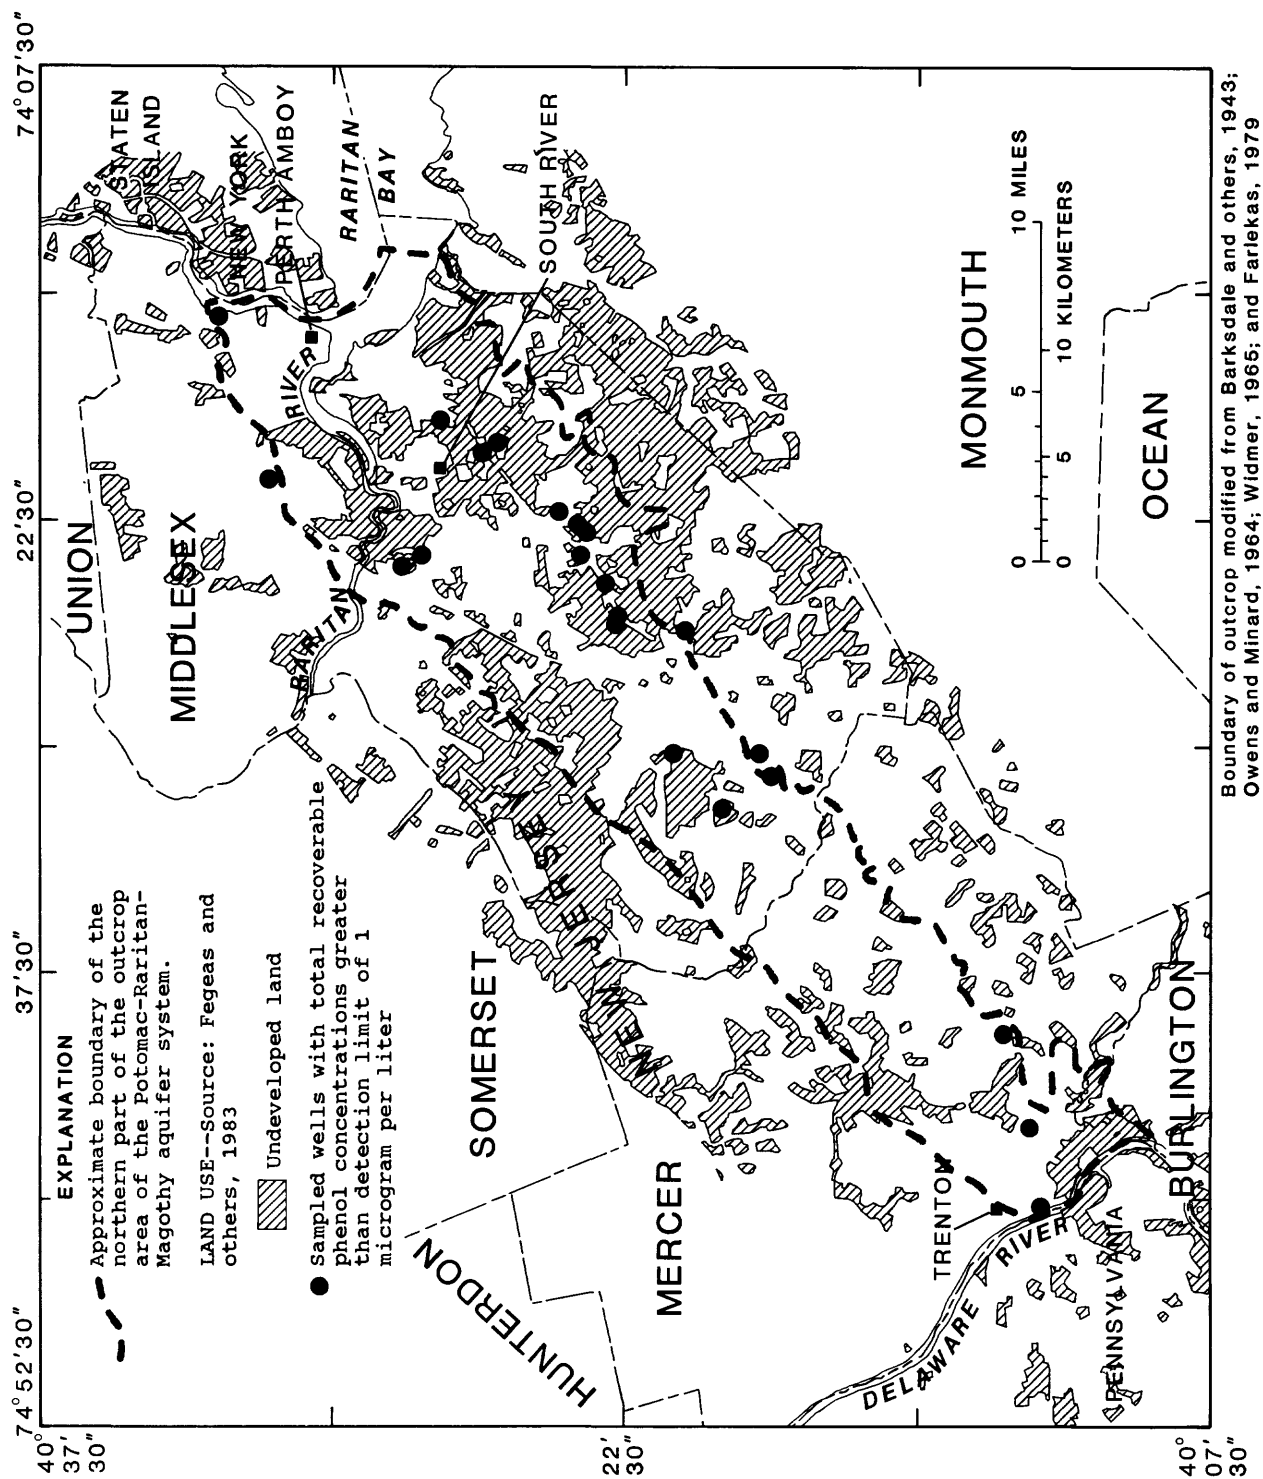 EXPLANATION
Approximate boundary of the
northern part of the outcrop
area of the Potomac-Raritan-
Magothy aquifer system.
LAND USE--Source: Fegeas and
others, 1983
Undeveloped land
Sampled wells with total recoverable
phenol concentrations greater
than detection limit of 1
microgram per liter
74°52'30"
37'30"
22'30"
74°07'30"
40°
37'
30"
22'
30"
40°
07'
30"
UNION
MIDDLESEX
SOMERSET
HUNTERDON
MERCER
MONMOUTH
OCEAN
BURLINGTON
PENNSYLVANIA
NEW JERSEY
STATEN
ISLAND
NEW YORK
PERTH AMBOY
RARITAN
BAY
SOUTH RIVER
RARITAN
RIVER
TRENTON
DELAWARE RIVER
0 5 10 MILES
0 5 10 KILOMETERS
Boundary of outcrop modified from Barksdale and others, 1943;
Owens and Minard, 1964; Widmer, 1965; and Farlekas, 1979